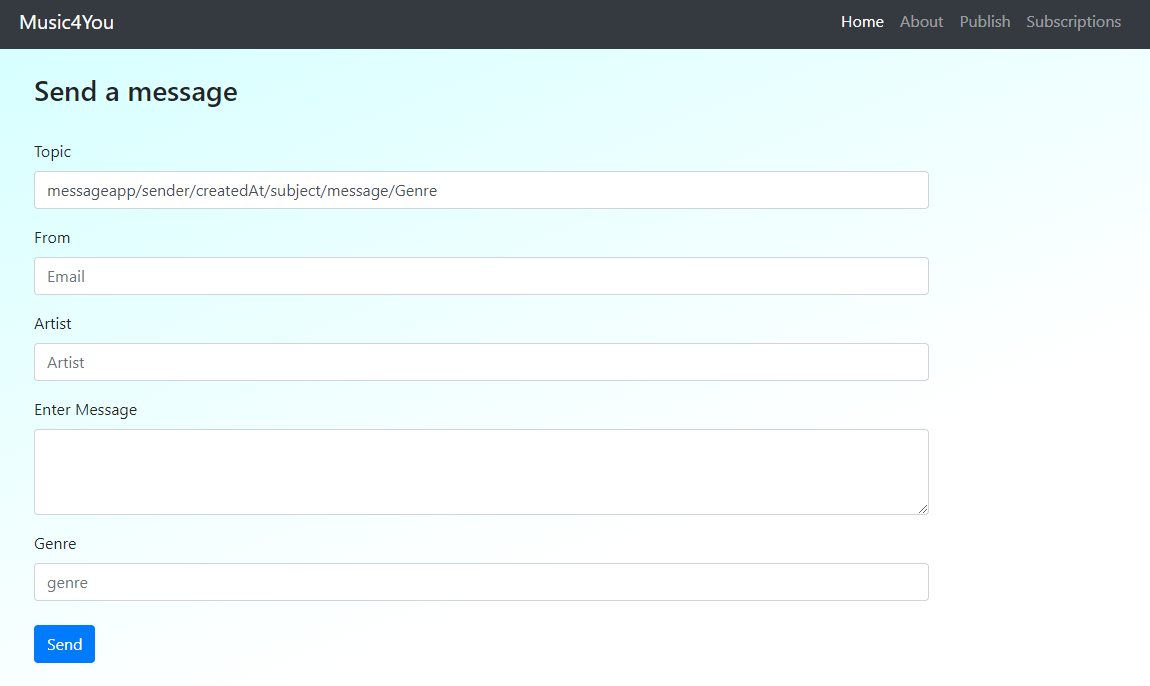 Music4You
Home About Publish Subscriptions
Send a message
Topic
messageapp/sender/createdAt/subject/message/Genre
From
Email
Artist
Artist
Enter Message
Genre
genre
Send